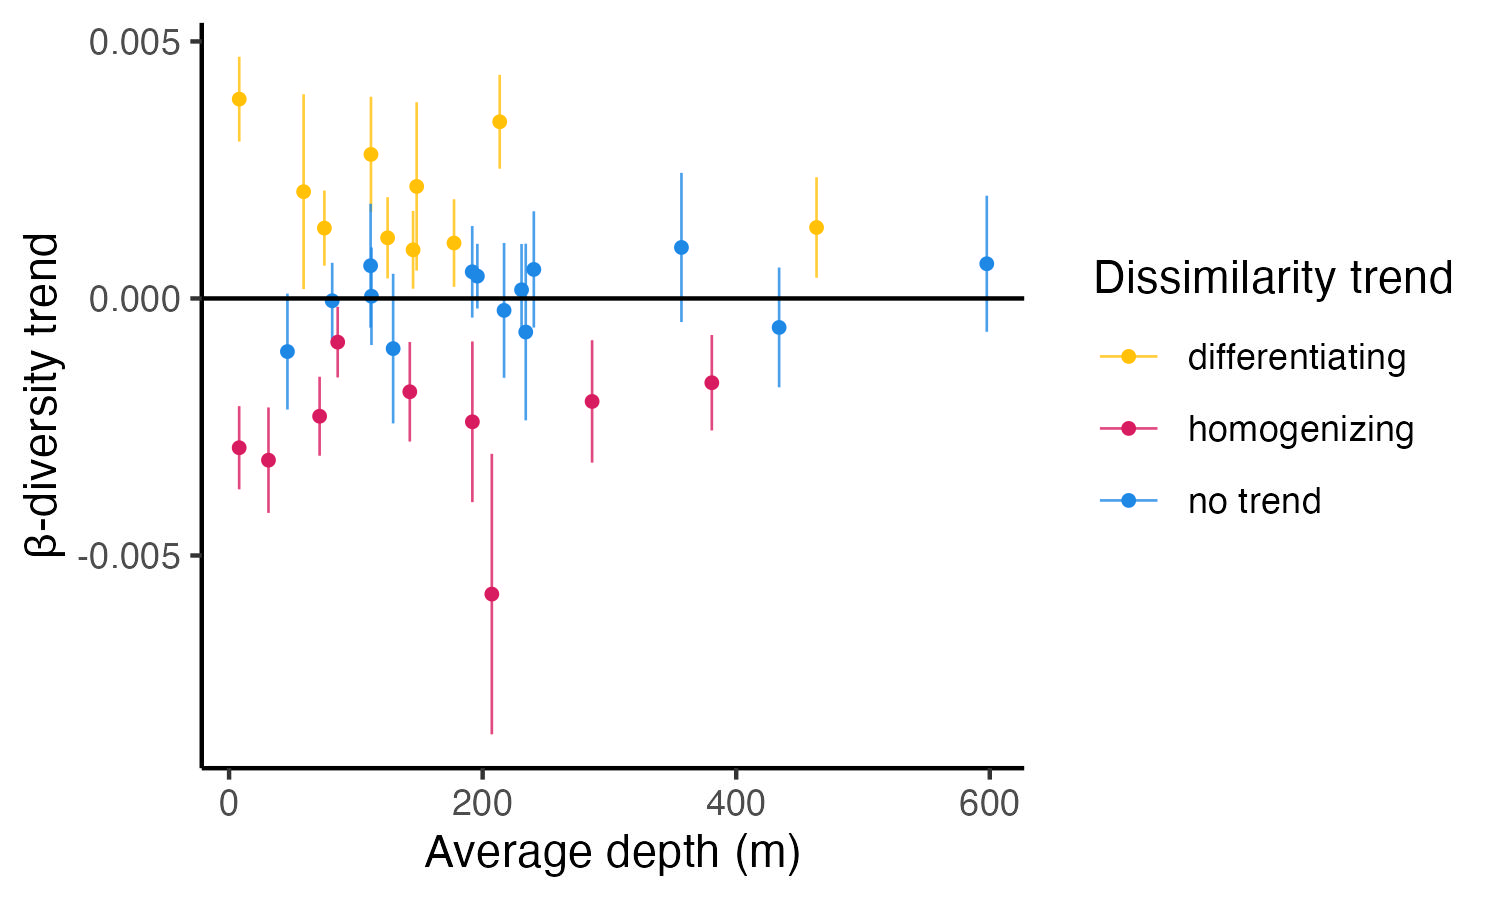 0.005
0.000
-0.005
β-diversity trend
0
200
400
600
Average depth (m)
Dissimilarity trend
differentiating
homogenizing
no trend